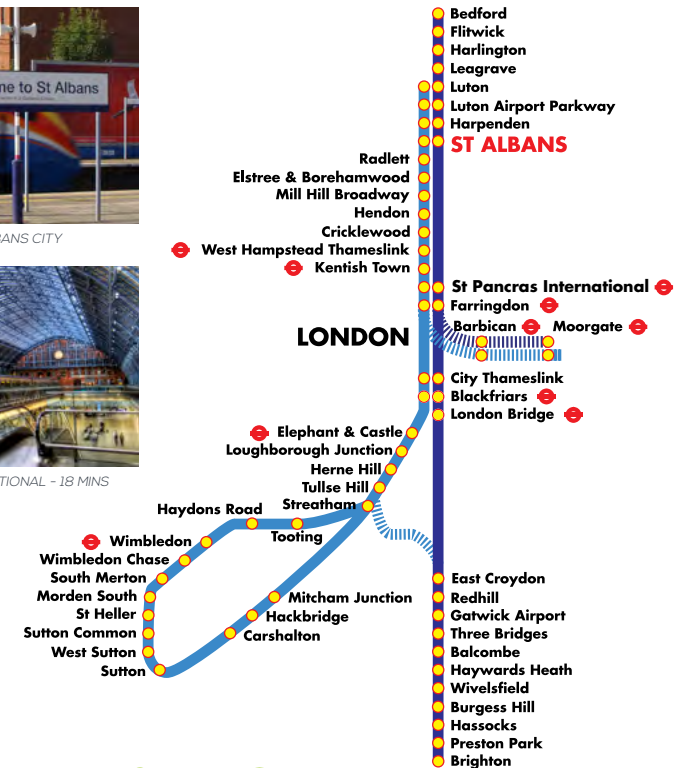 me to St Albans
BANS CITY
TIONAL - 18 MINS
Bedford
Flitwick
Harlington
Leagrave
Luton
Luton Airport Parkway
Harpenden
ST ALBANS
Radlett
Elstree & Borehamwood
Mill Hill Broadway
Hendon
Cricklewood
West Hampstead Thameslink
Kentish Town
St Pancras International
Farringdon
Barbican Moorgate
LONDON
City Thameslink
Blackfriars
London Bridge
Elephant & Castle
Loughborough Junction
Herne Hill
Tullse Hill
Streatham
Haydons Road
Tooting
Wimbledon
Wimbledon Chase
South Merton
Morden South
St Heller
Sutton Common
West Sutton
Sutton
Mitcham Junction
Hackbridge
Carshalton
East Croydon
Redhill
Gatwick Airport
Three Bridges
Balcombe
Haywards Heath
Wivelsfield
Burgess Hill
Hassocks
Preston Park
Brighton